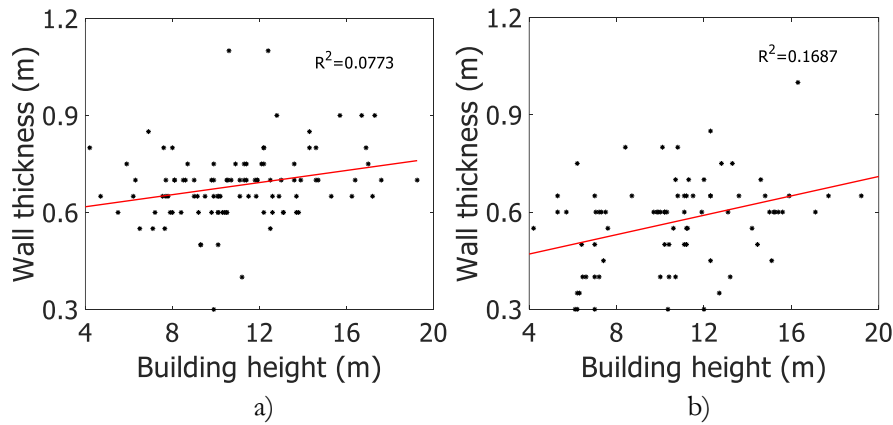 1.2
0.9
0.6
0.3
Wall thickness (m)
R²=0.0773
4 8 12 16 20
Building height (m)
a)
1.2
0.9
0.6
0.3
Wall thickness (m)
R²=0.1687
4 8 12 16 20
Building height (m)
b)